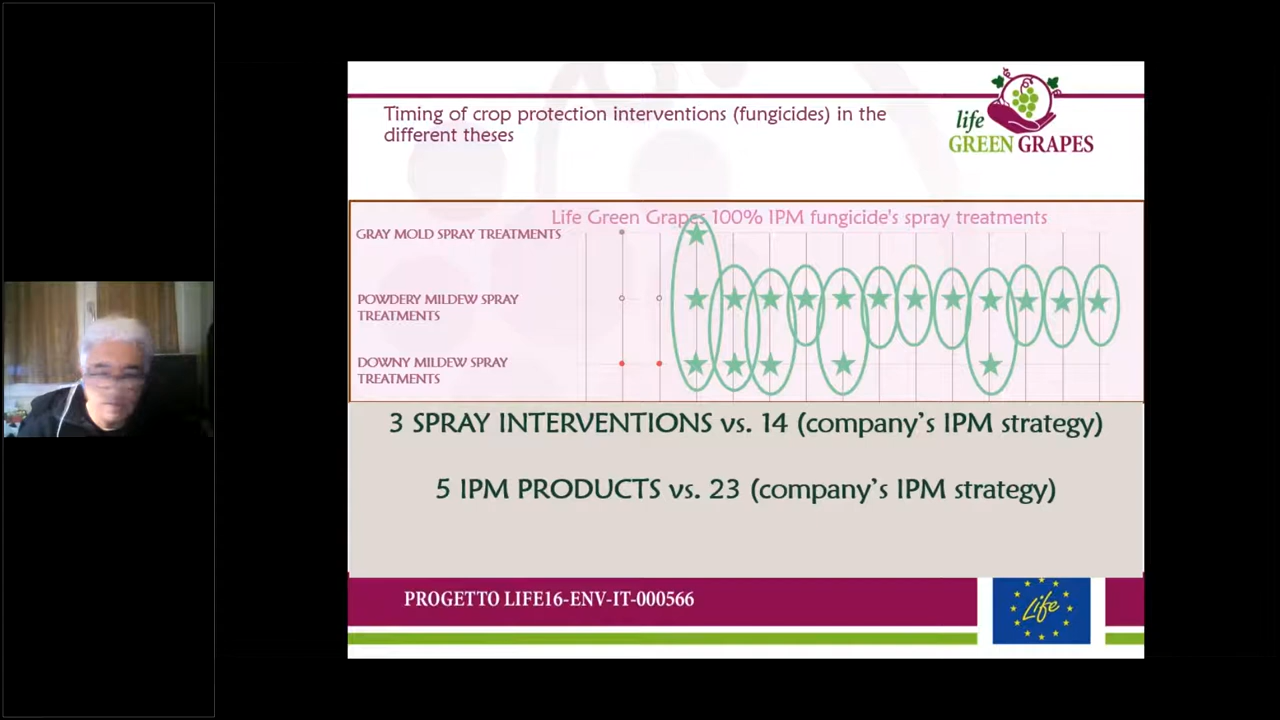 Timing of crop protection interventions (fungicides) in the
different theses
life
GREEN GRAPES
Life Green Grapes 100% IPM fungicide's spray treatments
GRAY MOLD SPRAY TREATMENTS
POWDERY MILDEW SPRAY
TREATMENTS
DOWNY MILDEW SPRAY
TREATMENTS
3 SPRAY INTERVENTIONS vs. 14 (company's IPM strategy)
5 IPM PRODUCTS vs. 23 (company's IPM strategy)
PROGETTO LIFE16-ENV-IT-000566
Life